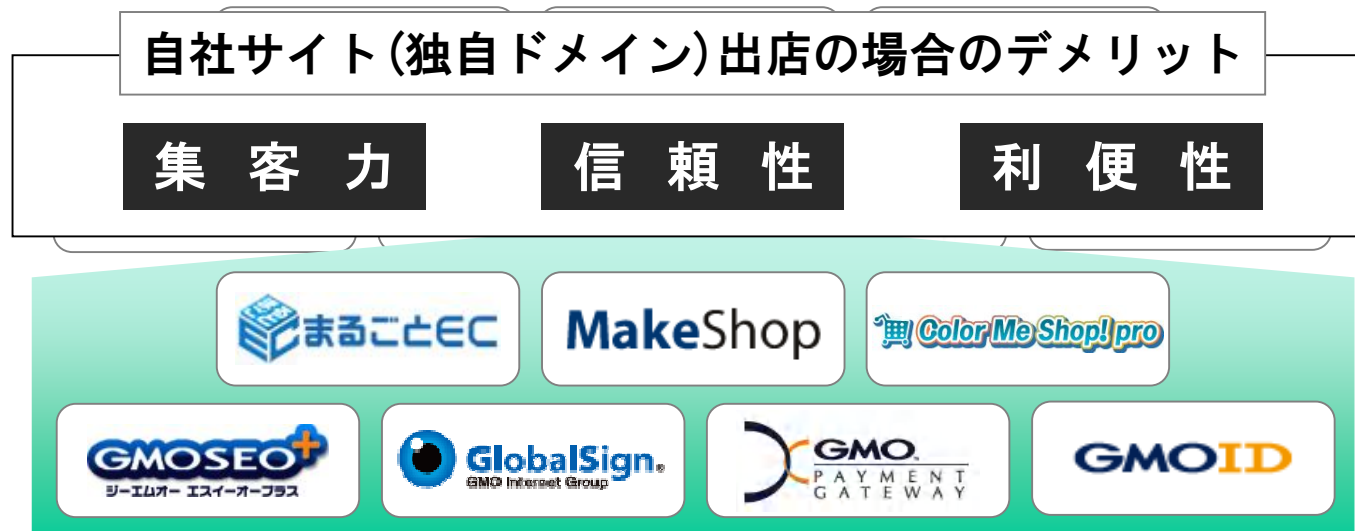 自社サイト(独自ドメイン)出店の場合のデメリット
集客力 信頼性 利便性
まるごとEC MakeShop Color Me Shop! pro
GMOSEO+ GlobalSign® GMO PAYMENT GATEWAY GMOID
ジーエムオー エスイーオープラス GMO Internet Group